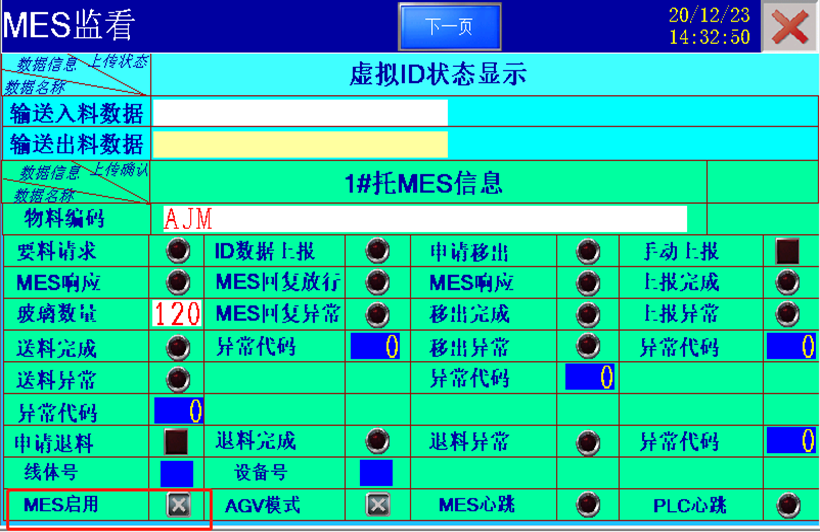 MES监看 下一页 20/12/23
14:32:50
数据信息 上传状态
数据名称 虚拟ID状态显示
输送入料数据
输送出料数据
数据信息 上传确认
数据名称 1#托MES信息
物料编码 AJM
要料请求 ID数据上报 申请移出 手动上报
MES响应 MES回复放行 MES响应 上报完成
玻璃数量 120 MES回复异常 移出完成 上报异常
送料完成 异常代码 0 移出异常 异常代码 0
送料异常 异常代码 0
异常代码 0
申请退料 退料完成 退料异常 异常代码 0
线体号 设备号
MES启用 AGV模式 MES心跳 PLC心跳